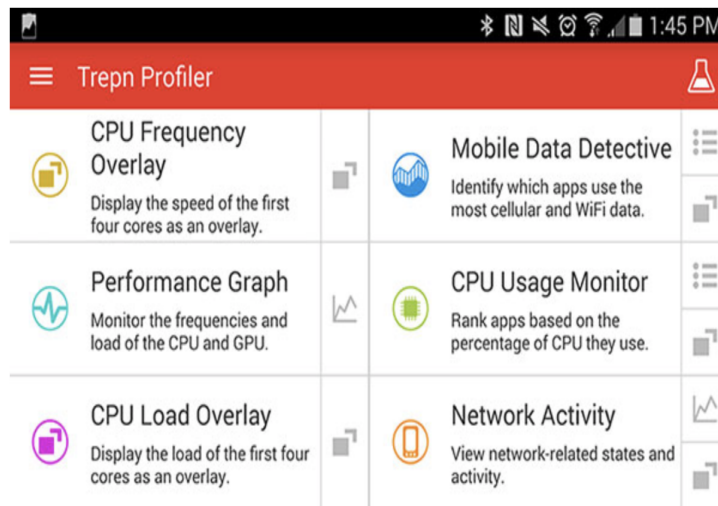 1:45 PM
Trepn Profiler
CPU Frequency
Overlay
Display the speed of the first
four cores as an overlay.
Mobile Data Detective
Identify which apps use the
most cellular and WiFi data.
Performance Graph
Monitor the frequencies and
load of the CPU and GPU.
CPU Usage Monitor
Rank apps based on the
percentage of CPU they use.
CPU Load Overlay
Display the load of the first four
cores as an overlay.
Network Activity
View network-related states and
activity.